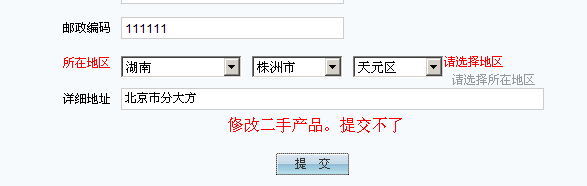 邮政编码 111111
所在地区 湖南 株洲市 天元区 请选择地区
请选择所在地区
详细地址 北京市分大方
修改二手产品。提交不了
提 交